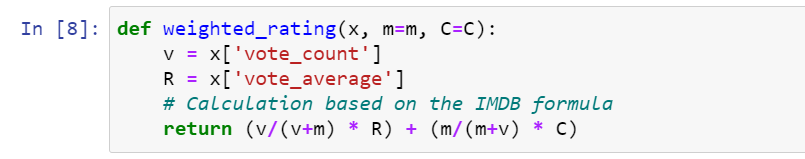 In [8]: def weighted_rating(x, m=m, C=C):
    v = x['vote_count']
    R = x['vote_average']
    # Calculation based on the IMDB formula
    return (v/(v+m) * R) + (m/(m+v) * C)